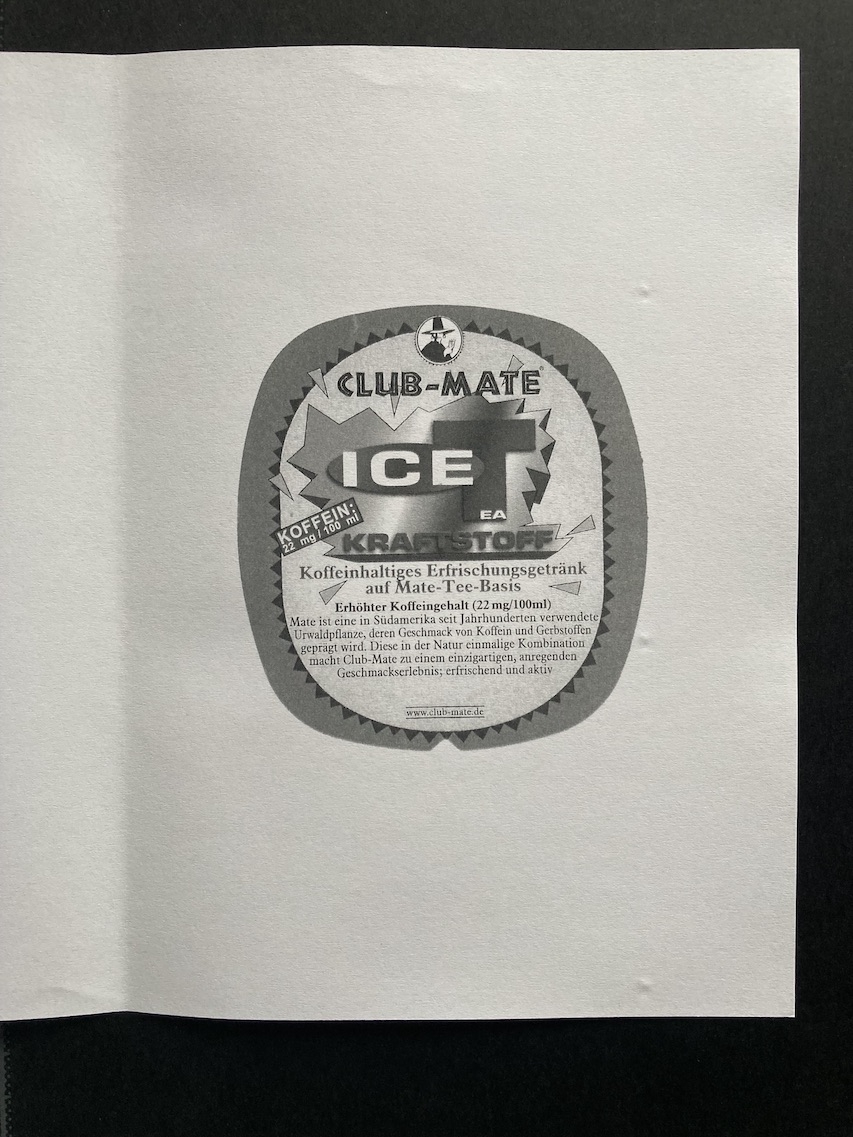 CLUB-MATE®
ICE T
EA
KOFFEIN:
22 mg / 100 ml
KRAFTSTOFF
Koffeinhaltiges Erfrischungsgetränk
auf Mate-Tee-Basis
Erhöhter Koffeingehalt (22 mg/100ml)
Mate ist eine in Südamerika seit Jahrhunderten verwendete
Urwaldpflanze, deren Geschmack von Koffein und Gerbstoffen
geprägt wird. Diese in der Natur einmalige Kombination
macht Club-Mate zu einem einzigartigen, anregenden
Geschmackserlebnis; erfrischend und aktiv
www.club-mate.de